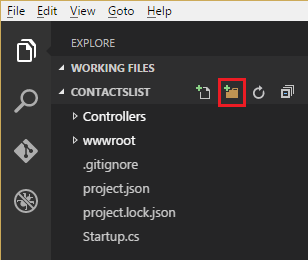 File Edit View Goto Help
EXPLORE
WORKING FILES
CONTACTSLIST
Controllers
wwwroot
.gitignore
project.json
project.lock.json
Startup.cs